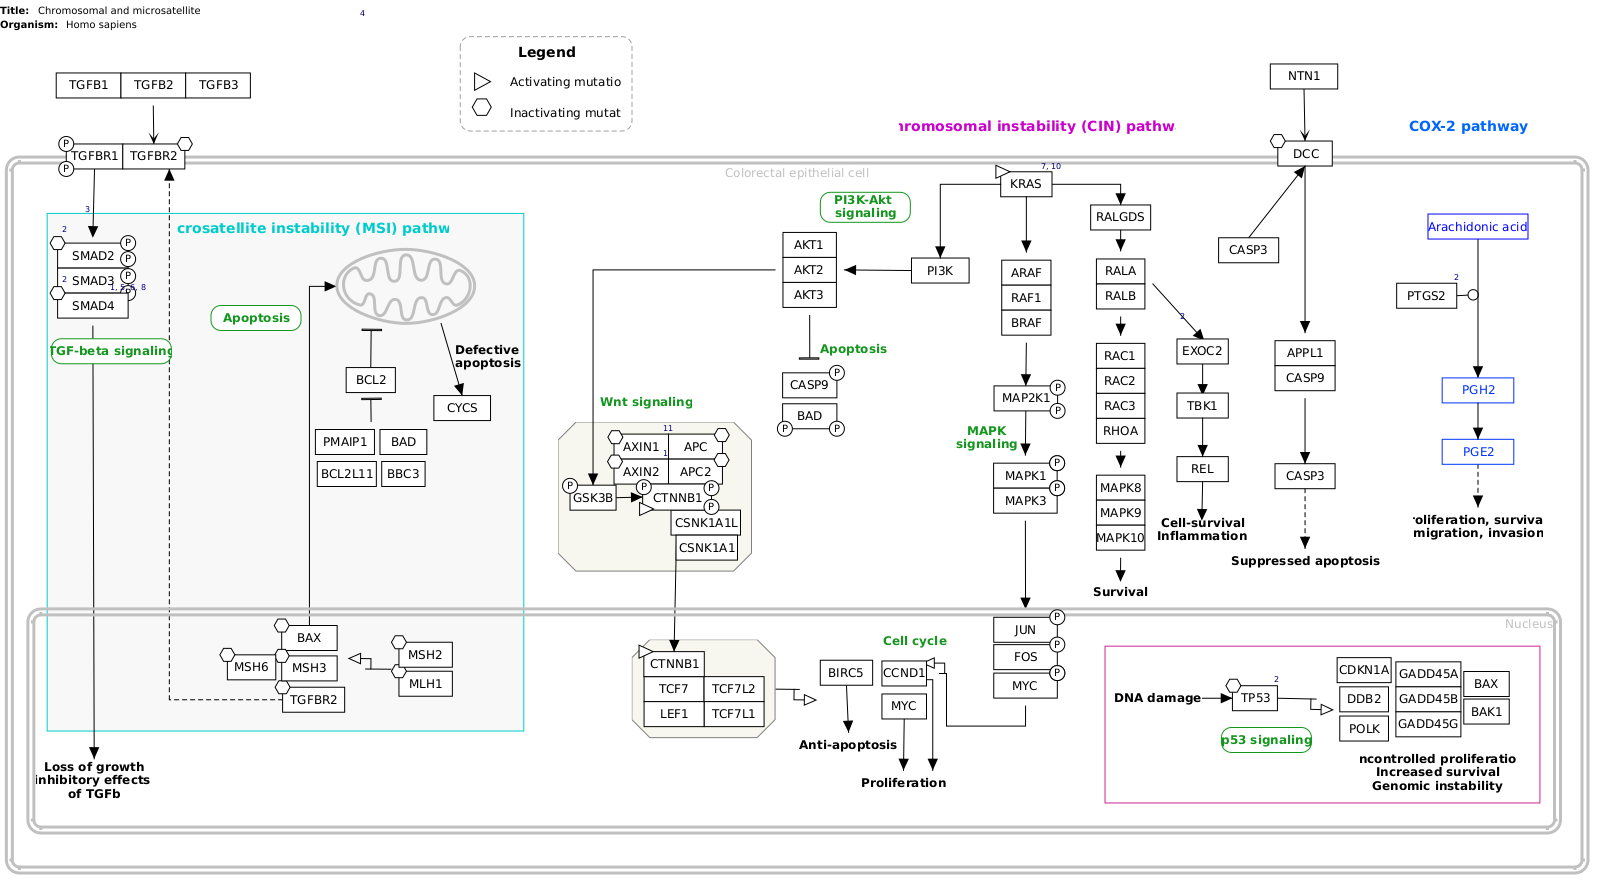 Title: Chromosomal and microsatellite
Organism: Homo sapiens
4
Legend
Activating mutatio
Inactivating mutat
TGFB1 TGFB2 TGFB3
P
TGFBR1 TGFBR2
P
3
crosatellite instability (MSI) pathw
2
SMAD2
P
P
2
SMAD3
P
SMAD4
TGF-beta signaling
Apoptosis
Defective
apoptosis
BCL2
CYCS
PMAIP1 BAD
BCL2L11 BBC3
BAX
MSH6 MSH3
TGFBR2
MSH2
MLH1
Loss of growth
inhibitory effects
of TGFb
hromosomal instability (CIN) pathw
Colorectal epithelial cell
7, 10
KRAS
PI3K-Akt
signaling
AKT1
AKT2
AKT3
PI3K
Apoptosis
CASP9
P
BAD
P P
Wnt signaling
11
AXIN1 APC
1
AXIN2 APC2
P
GSK3B
P
CTNNB1
P
P
CSNK1A1L
CSNK1A1
ARAF
RAF1
BRAF
MAP2K1
P
P
MAPK
signaling
MAPK1
P
MAPK3
P
JUN
P
FOS
P
MYC
P
RALGDS
RALA
RALB
2
RAC1
RAC2
RAC3
RHOA
MAPK8
MAPK9
MAPK10
Survival
EXOC2
TBK1
REL
Cell-survival
Inflammation
NTN1
DCC
CASP3
APPL1
CASP9
CASP3
Suppressed apoptosis
COX-2 pathway
Arachidonic acid
2
PTGS2
PGH2
PGE2
oliferation, surviva
migration, invasion
Nucleus
CTNNB1
TCF7 TCF7L2
LEF1 TCF7L1
BIRC5
Anti-apoptosis
Cell cycle
CCND1
MYC
Proliferation
DNA damage
2
TP53
p53 signaling
CDKN1A
DDB2
POLK
GADD45A
GADD45B
GADD45G
BAX
BAK1
ncontrolled proliferatio
Increased survival
Genomic instability